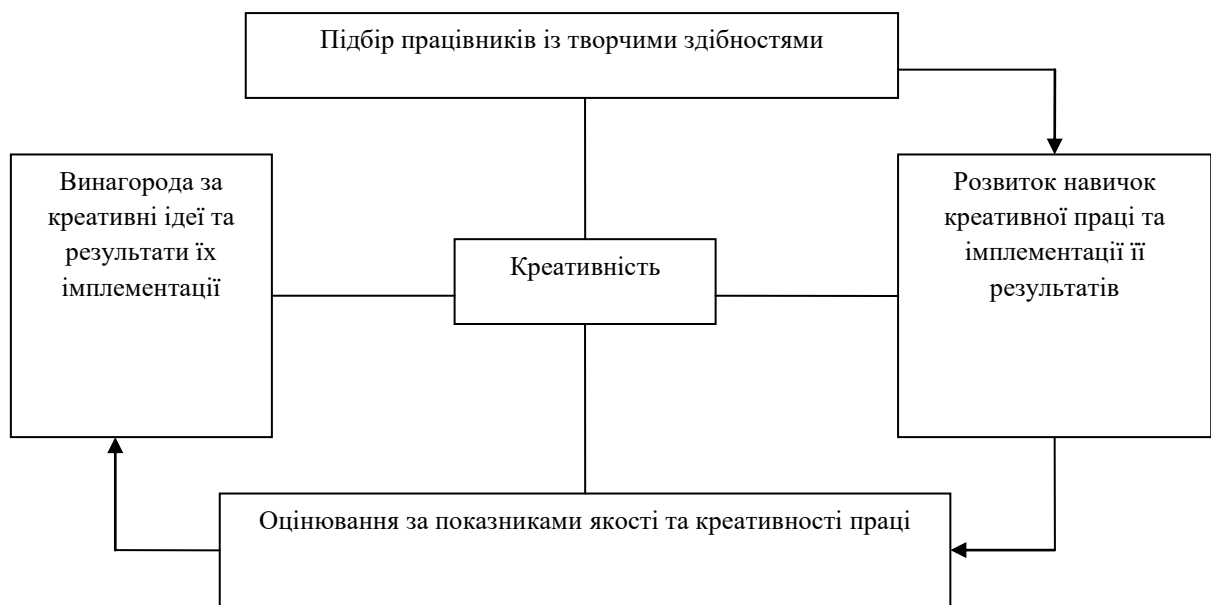 Підбір працівників із творчими здібностями
Винагорода за
креативні ідеї та
результати їх
імплементації
Креативність
Розвиток навичок
креативної праці та
імплементації її
результатів
Оцінювання за показниками якості та креативності праці